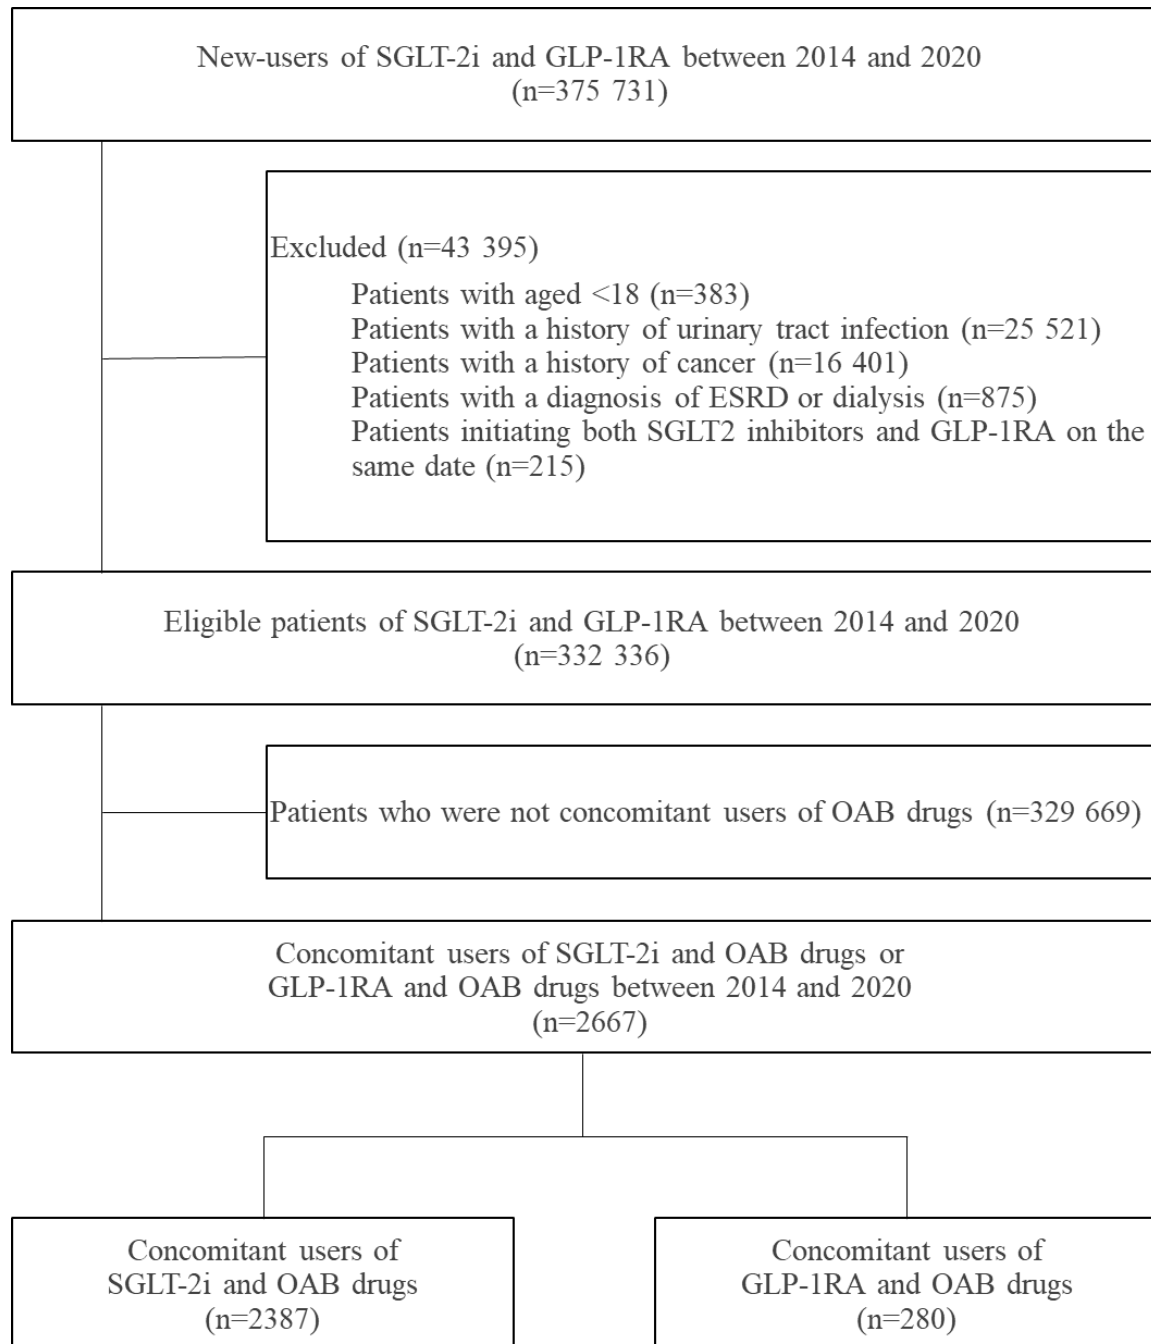 New-users of SGLT-2i and GLP-1RA between 2014 and 2020
(n=375 731)
Excluded (n=43 395)
Patients with aged <18 (n=383)
Patients with a history of urinary tract infection (n=25 521)
Patients with a history of cancer (n=16 401)
Patients with a diagnosis of ESRD or dialysis (n=875)
Patients initiating both SGLT2 inhibitors and GLP-1RA on the
same date (n=215)
Eligible patients of SGLT-2i and GLP-1RA between 2014 and 2020
(n=332 336)
Patients who were not concomitant users of OAB drugs (n=329 669)
Concomitant users of SGLT-2i and OAB drugs or
GLP-1RA and OAB drugs between 2014 and 2020
(n=2667)
Concomitant users of
SGLT-2i and OAB drugs
(n=2387)
Concomitant users of
GLP-1RA and OAB drugs
(n=280)